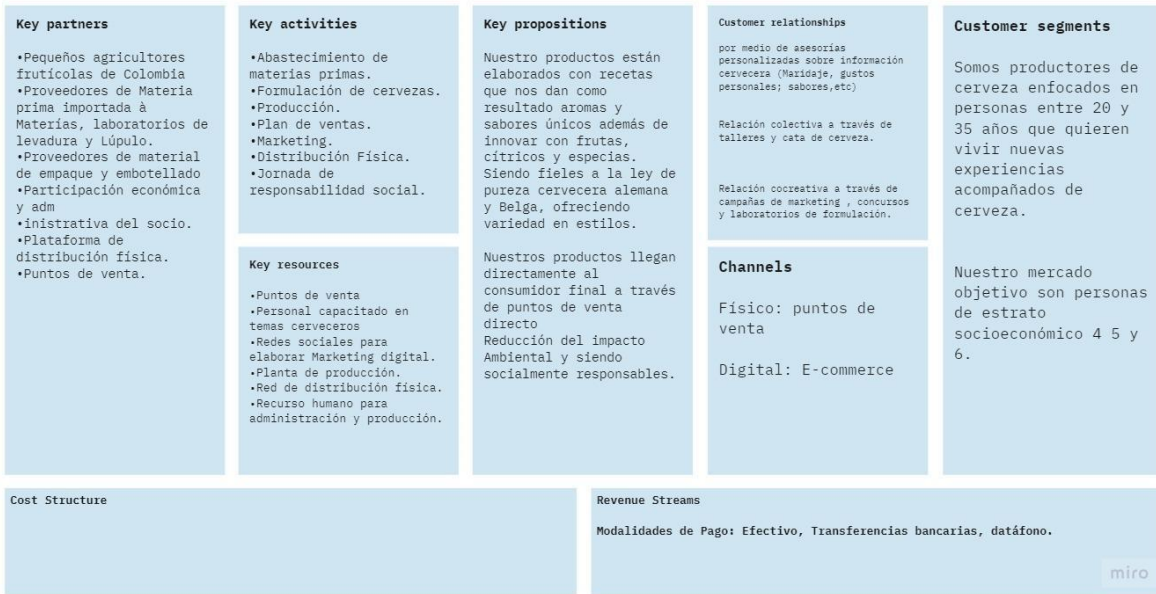 Key partners
•Pequeños agricultores
frutícolas de Colombia
•Proveedores de Materia
prima importada à
Materías, laboratorios de
levadura y Lúpulo.
•Proveedores de material
de empaque y embotellado
•Participación económica
y adm
•inistrativa del socio.
•Plataforma de
distribución física.
•Puntos de venta.
Key activities
•Abastecimiento de
materias primas.
•Formulación de cervezas.
•Producción.
•Plan de ventas.
•Marketing.
•Distribución Física.
•Jornada de
responsabilidad social.
Key resources
•Puntos de venta
•Personal capacitado en
temas cerveceros
•Redes sociales para
elaborar Marketing digital.
•Planta de producción.
•Red de distribución física.
•Recurso humano para
administración y producción.
Key propositions
Nuestro productos están
elaborados con recetas
que nos dan como
resultado aromas y
sabores únicos además de
innovar con frutas,
cítricos y especias.
Siendo fieles a la ley de
pureza cervecera alemana
y Belga, ofreciendo
variedad en estilos.
Nuestros productos llegan
directamente al
consumidor final a través
de puntos de venta
directo
Reducción del impacto
Ambiental y siendo
socialmente responsables.
Customer relationships
por medio de asesorías
personalizadas sobre información
cervecera (Maridaje, gustos
personales; sabores,etc)
Relación colectiva a través de
talleres y cata de cerveza.
Relación cocreativa a través de
campañas de marketing , concursos
y laboratorios de formulación.
Channels
Físico: puntos de
venta
Digital: E-commerce
Customer segments
Somos productores de
cerveza enfocados en
personas entre 20 y
35 años que quieren
vivir nuevas
experiencias
acompañados de
cerveza.
Nuestro mercado
objetivo son personas
de estrato
socioeconómico 4 5 y
6.
Cost Structure
Revenue Streams
Modalidades de Pago: Efectivo, Transferencias bancarias, datáfono.
miro